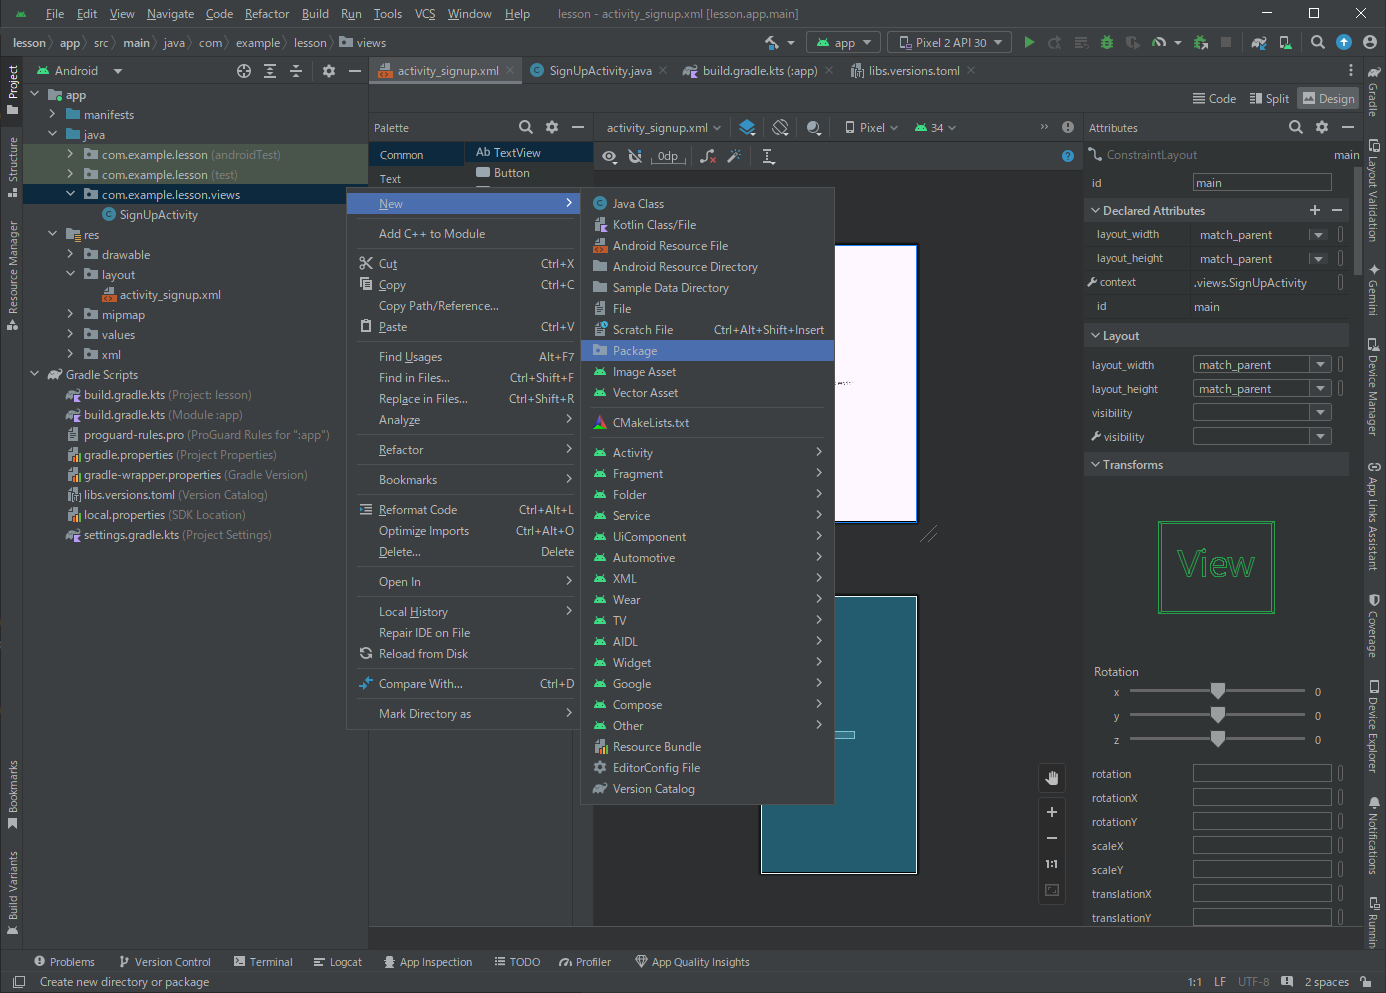 File Edit View Navigate Code Refactor Build Run Tools VCS Window Help lesson - activity_signup.xml [lesson.app.main]
lesson app src main java com example lesson views
app Pixel 2 API 30
Project
Android
activity_signup.xml SignUpActivity.java build.gradle.kts (:app) libs.versions.toml
Code Split Design
app
manifests
java
com.example.lesson (androidTest)
com.example.lesson (test)
com.example.lesson.views
SignUpActivity
res
drawable
layout
activity_signup.xml
mipmap
values
xml
Gradle Scripts
build.gradle.kts (Project: lesson)
build.gradle.kts (Module :app)
proguard-rules.pro (ProGuard Rules for ":app")
gradle.properties (Project Properties)
gradle-wrapper.properties (Gradle Version)
libs.versions.toml (Version Catalog)
local.properties (SDK Location)
settings.gradle.kts (Project Settings)
Structure
Resource Manager
Bookmarks
Build Variants
Palette
Common
Text
Ab TextView
Button
activity_signup.xml Pixel 34
0dp
New
Add C++ to Module
Cut Ctrl+X
Copy Ctrl+C
Copy Path/Reference...
Paste Ctrl+V
Find Usages Alt+F7
Find in Files... Ctrl+Shift+F
Replace in Files... Ctrl+Shift+R
Analyze
Refactor
Bookmarks
Reformat Code Ctrl+Alt+L
Optimize Imports Ctrl+Alt+O
Delete... Delete
Open In
Local History
Repair IDE on File
Reload from Disk
Compare With... Ctrl+D
Mark Directory as
Java Class
Kotlin Class/File
Android Resource File
Android Resource Directory
Sample Data Directory
File
Scratch File Ctrl+Alt+Shift+Insert
Package
Image Asset
Vector Asset
CMakeLists.txt
Activity
Fragment
Folder
Service
UiComponent
Automotive
XML
Wear
TV
AIDL
Widget
Google
Compose
Other
Resource Bundle
EditorConfig File
Version Catalog
1:1
Attributes
ConstraintLayout main
id main
Declared Attributes
layout_width match_parent
layout_height match_parent
context .views.SignUpActivity
id main
Layout
layout_width match_parent
layout_height match_parent
visibility
visibility
Transforms
View
Rotation
x 0
y 0
z 0
rotation
rotationX
rotationY
scaleX
scaleY
translationX
translationY
Gradle
Layout Validation
Gemini
Device Manager
App Links Assistant
Coverage
Device Explorer
Notifications
Runnin
Problems Version Control Terminal Logcat App Inspection TODO Profiler App Quality Insights
Create new directory or package 1:1 LF UTF-8 2 spaces